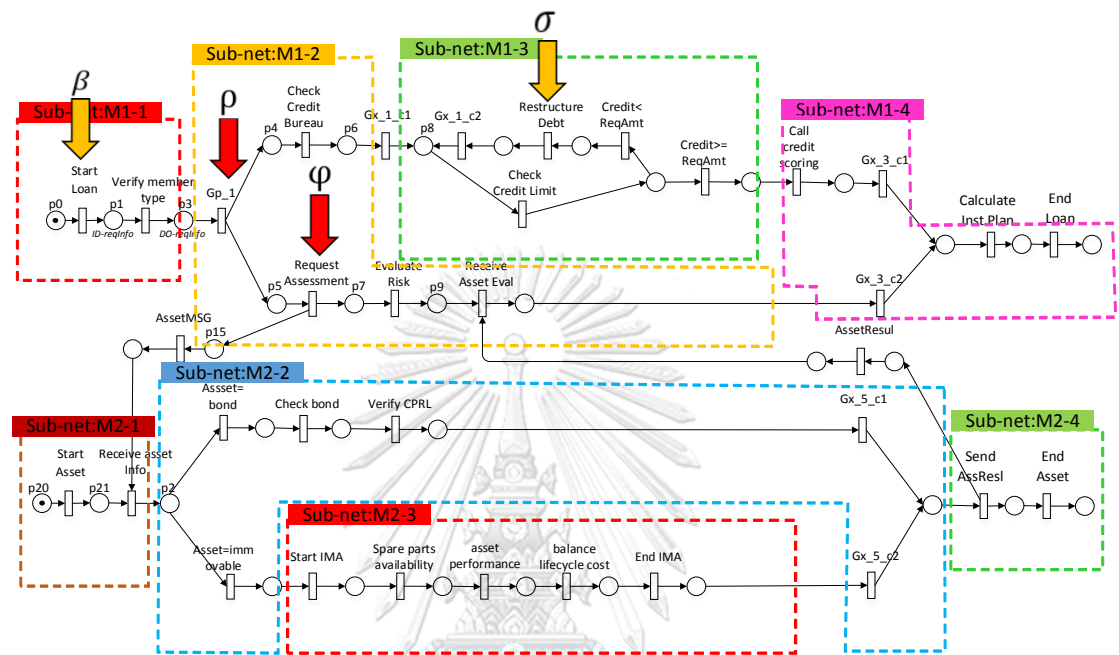 σ
Sub-net:M1-2
Sub-net:M1-3
β
ρ
Check
Credit
Bureau
Restructure
Debt
Credit<
ReqAmt
Sub-net:M1-4
Sub-net:M1-1
p4
p6
Gx_1_c1
p8
Gx_1_c2
Call
credit
scoring
Gx_3_c1
Credit>=
ReqAmt
Start
Loan
Verify member
type
φ
Check
Credit Limit
Gp_1
Calculate
Inst Plan
End
Loan
p0
p1
p3
ID-reqInfo
DO-reqInfo
Request
Assessment
Evaluate
Risk
Receive
Asset Eval
Gx_3_c2
p5
p7
p9
AssetMSG
p15
AssetResul
Sub-net:M2-2
Assset=
bond
Check bond
Verify CPRL
Gx_5_c1
Sub-net:M2-1
Sub-net:M2-4
Start
Asset
Receive asset
Info
Send
AssResl
End
Asset
p20
p21
p2
Sub-net:M2-3
Asset=imm
ovable
Start IMA
Spare parts
availability
asset
performance
balance
lifecycle cost
End IMA
Gx_5_c2